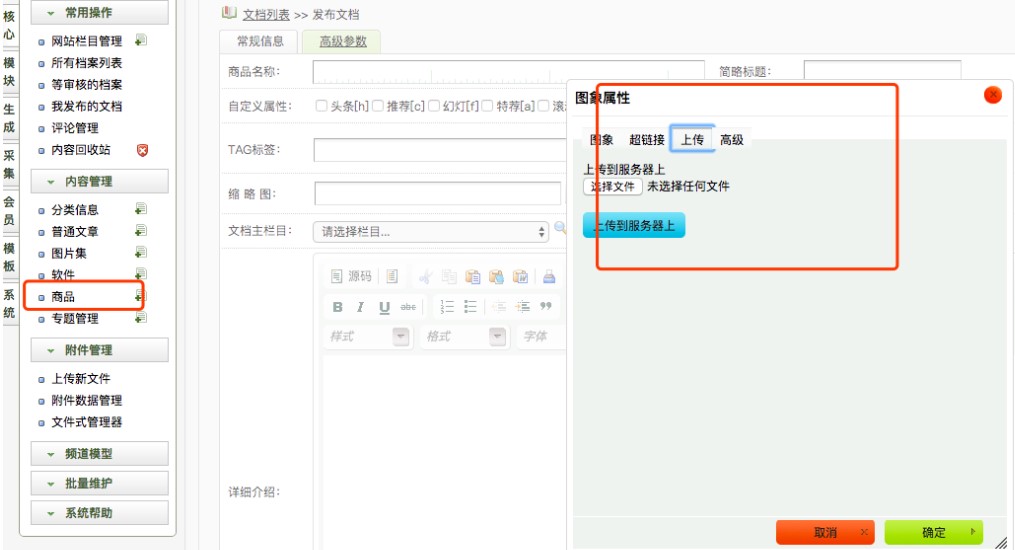 核心
模块
生成
采集
会员
模板
系统
常用操作
网站栏目管理
所有档案列表
等审核的档案
我发布的文档
评论管理
内容回收站
内容管理
分类信息
普通文章
图片集
软件
商品
专题管理
附件管理
上传新文件
附件数据管理
文件式管理器
频道模型
批量维护
系统帮助
文档列表 >> 发布文档
常规信息 高级参数
商品名称： 简略标题：
自定义属性： 头条[h] 推荐[c] 幻灯[f] 特荐[a]
TAG标签：
缩 略 图：
文档主栏目： 请选择栏目...
源码
B I U abc
样式 格式 字体
详细介绍：
图象属性
图象 超链接 上传 高级
上传到服务器上
选择文件 未选择任何文件
上传到服务器上
取消 确定